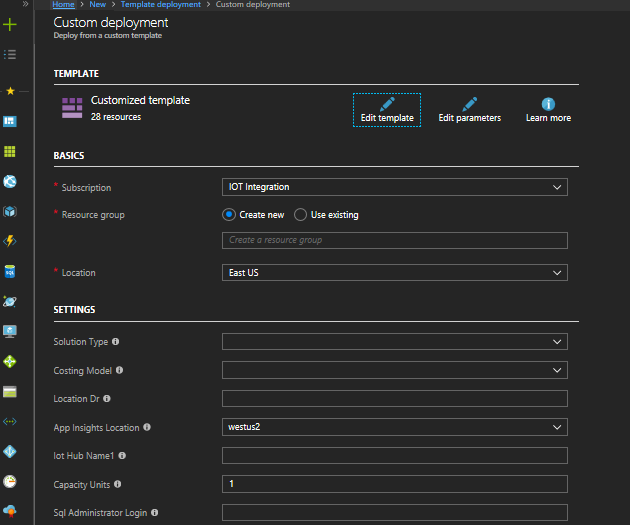 Home > New > Template deployment > Custom deployment
Custom deployment
Deploy from a custom template
TEMPLATE
Customized template
28 resources
Edit template
Edit parameters
Learn more
BASICS
* Subscription
IOT Integration
* Resource group
Create new
Use existing
Create a resource group
* Location
East US
SETTINGS
Solution Type
Costing Model
Location Dr
App Insights Location
westus2
Iot Hub Name1
Capacity Units
1
Sql Administrator Login